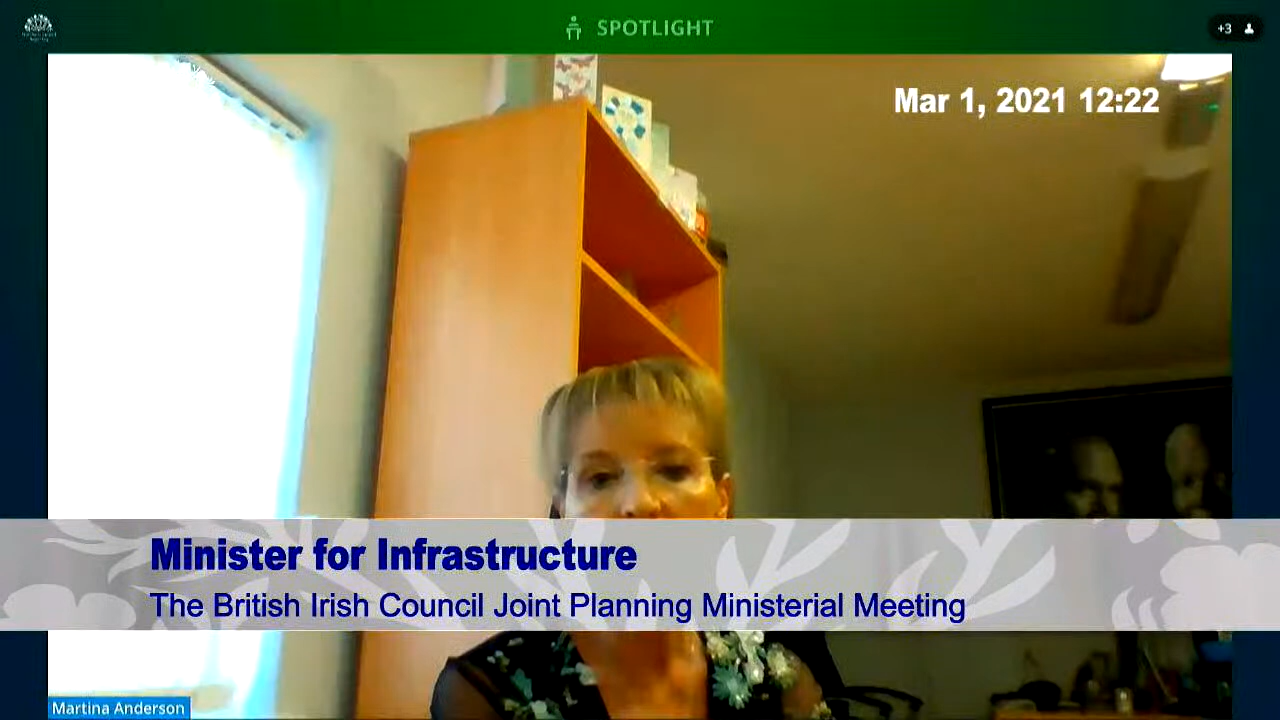 SPOTLIGHT
+3
Mar 1, 2021 12:22
Minister for Infrastructure
The British Irish Council Joint Planning Ministerial Meeting
Martina Anderson